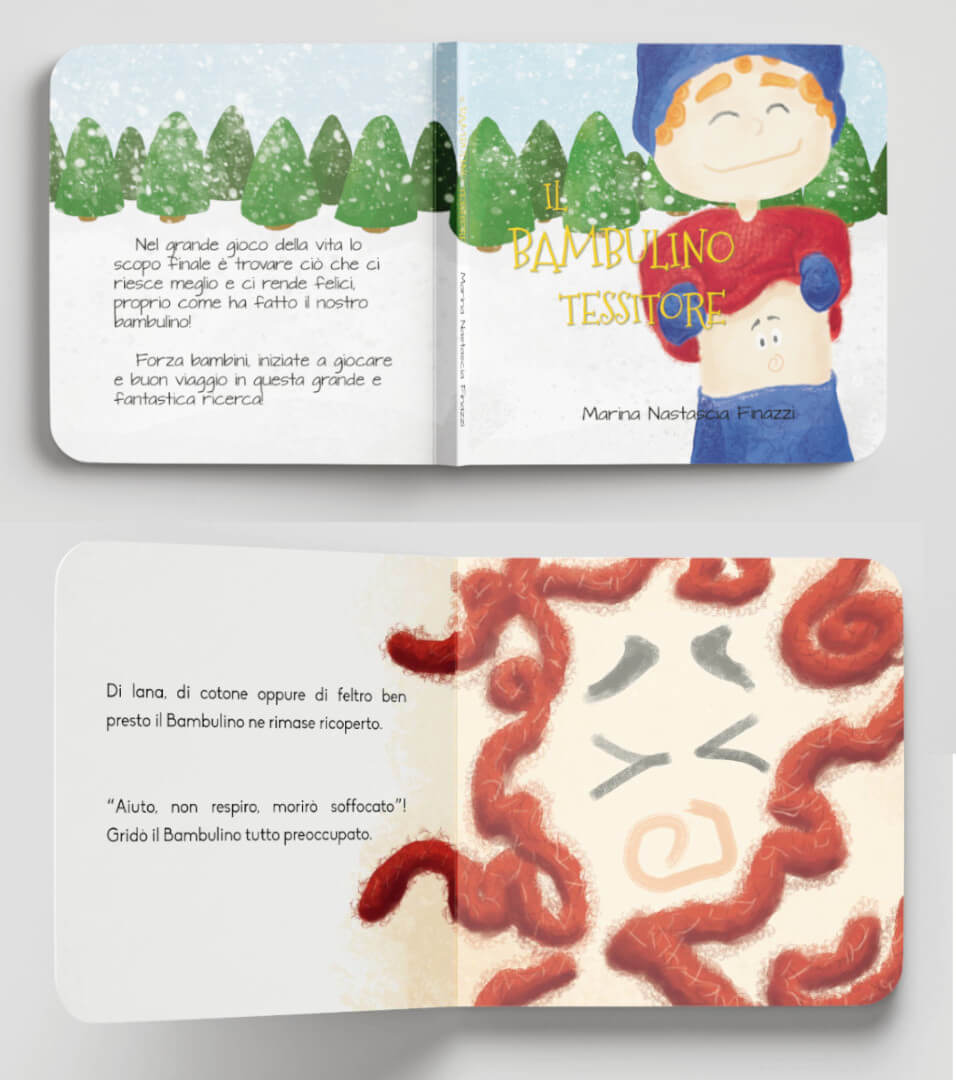 Nel grande gioco della vita lo
scopo finale è trovare ciò che ci
riesce meglio e ci rende felici,
proprio come ha fatto il nostro
bambulino!
Forza bambini, iniziate a giocare
e buon viaggio in questa grande e
fantastica ricerca!
Marina Nastascia Finazzi
IL
BAMBULINO
TESSITORE
Marina Nastascia Finazzi
Di lana, di cotone oppure di feltro ben
presto il Bambulino ne rimase ricoperto.
“Aiuto, non respiro, morirò soffocato”!
Gridò il Bambulino tutto preoccupato.